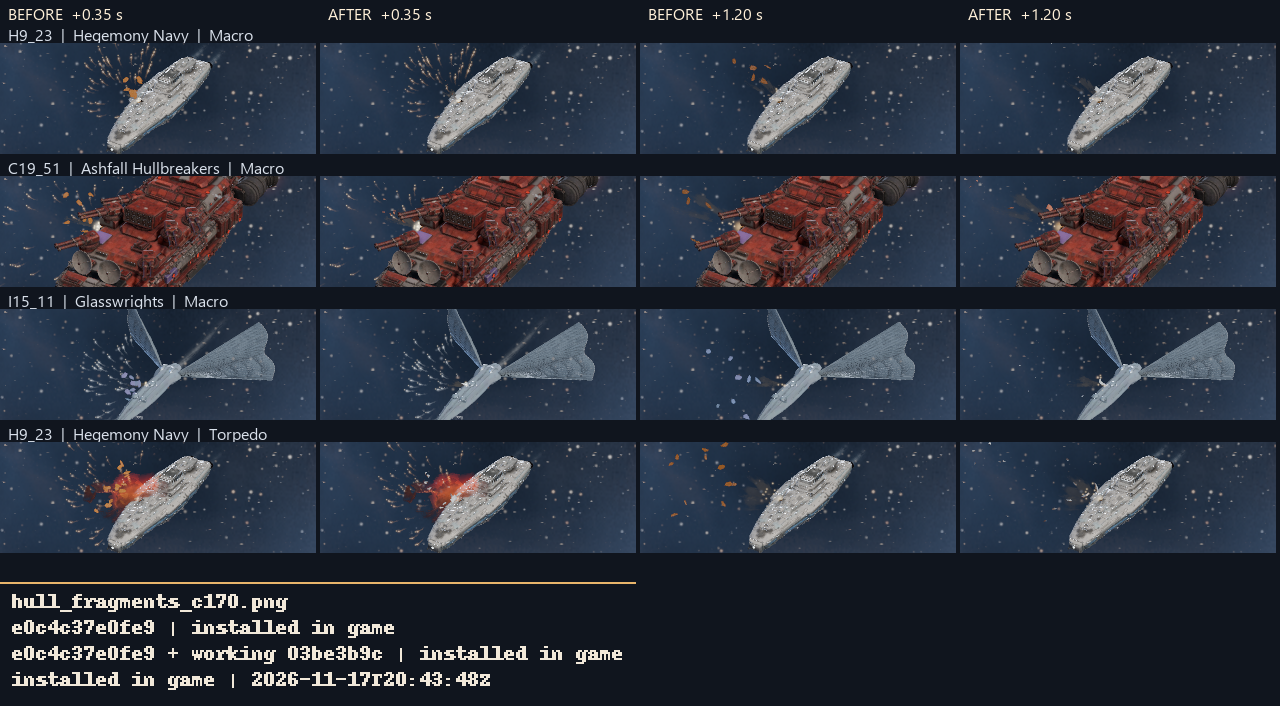 BEFORE +0.35 s AFTER +0.35 s BEFORE +1.20 s AFTER +1.20 s
H9_23 | Hegemony Navy | Macro
C19_51 | Ashfall Hullbreakers | Macro
I15_11 | Glasswrights | Macro
H9_23 | Hegemony Navy | Torpedo
hull_fragments_c170.png
e0c4c37e0fe9 | installed in game
e0c4c37e0fe9 + working 03be3b9c | installed in game
installed in game | 2026-11-17T20:43:48Z